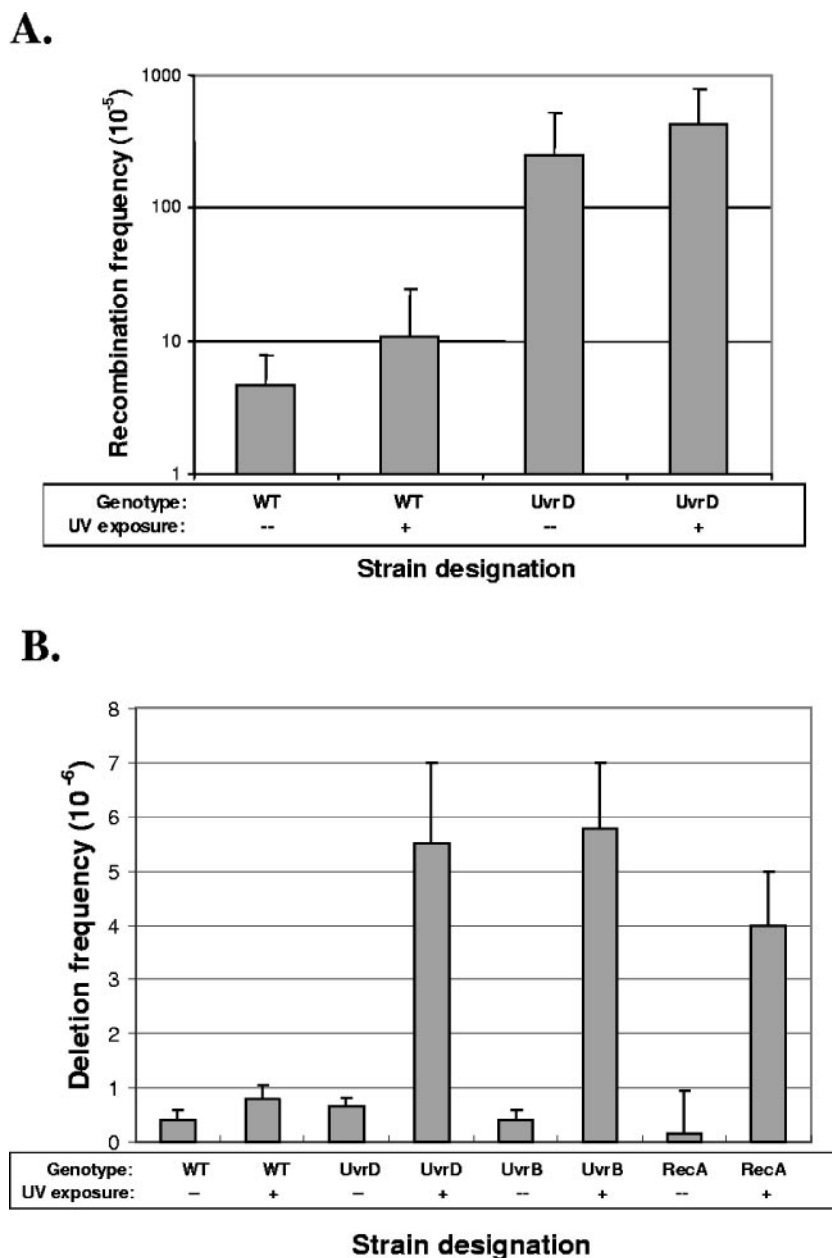 A.
Recombination frequency (10⁻⁵)
1000
100
10
1
Genotype: WT WT UvrD UvrD
UV exposure: -- + -- +
Strain designation
B.
Deletion frequency (10⁻⁶)
8
7
6
5
4
3
2
1
0
Genotype: WT WT UvrD UvrD UvrB UvrB RecA RecA
UV exposure: – + – + -- + -- +
Strain designation